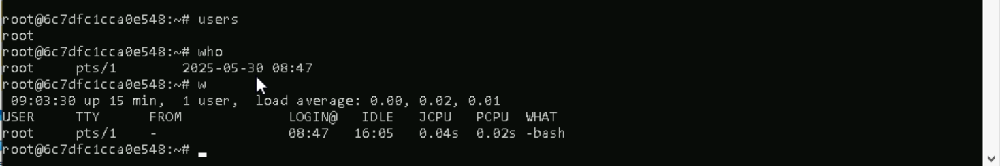 root@6c7dfc1cca0e548:~# users
root
root@6c7dfc1cca0e548:~# who
root     pts/1        2025-05-30 08:47
root@6c7dfc1cca0e548:~# w
 09:03:30 up 15 min,  1 user,  load average: 0.00, 0.02, 0.01
USER     TTY      FROM             LOGIN@   IDLE   JCPU   PCPU  WHAT
root     pts/1    -                08:47   16:05   0.04s  0.02s -bash
root@6c7dfc1cca0e548:~#